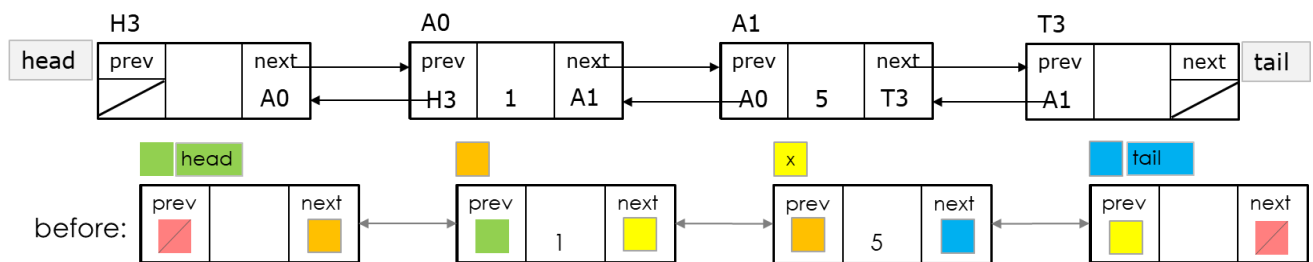 H3 A0 A1 T3
head prev next prev next prev next prev next tail
A0 H3 1 A1 A0 5 T3 A1
head x tail
prev next prev next prev next prev next
before: 1 5